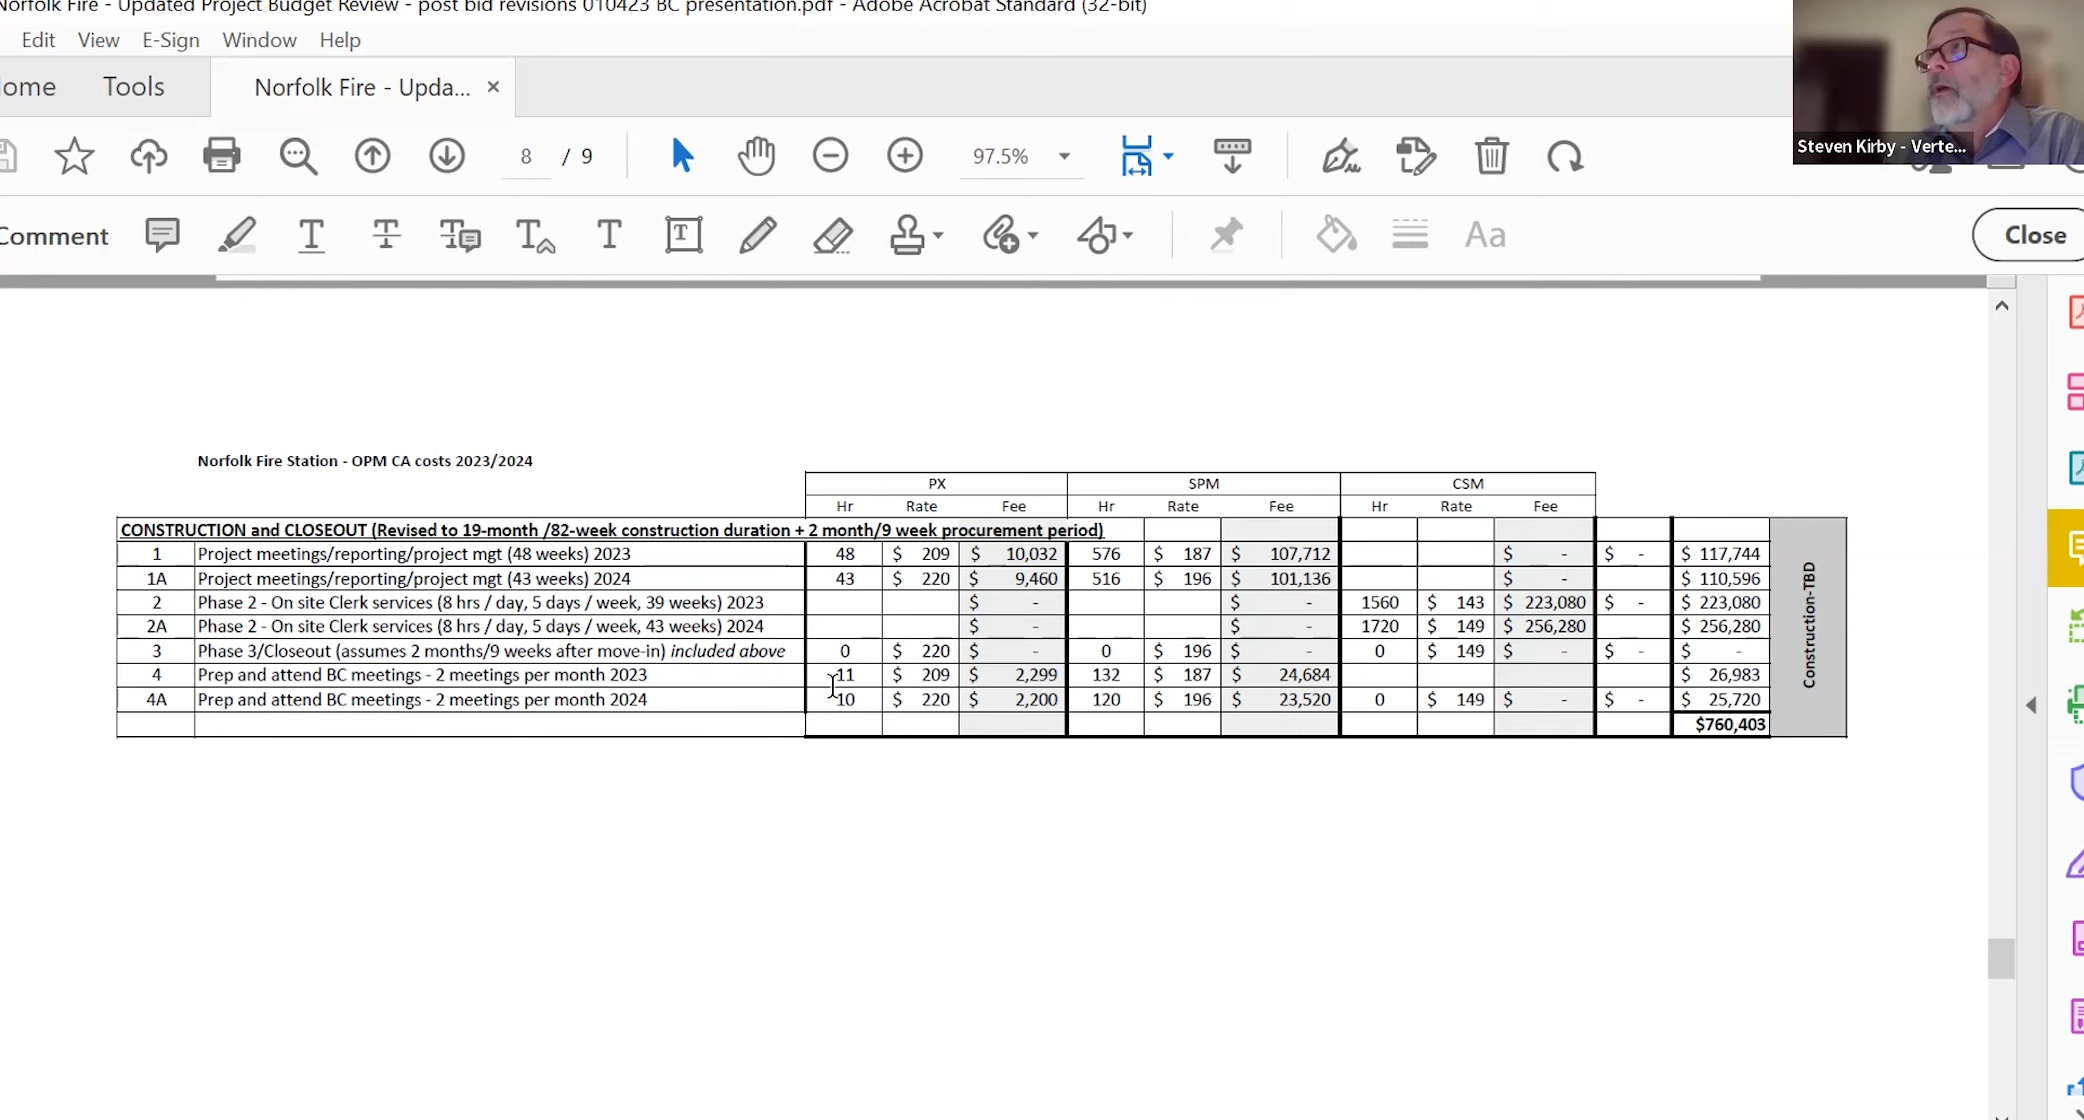 Norfolk Fire - Updated Project Budget Review - post bid revisions 010423 BC presentation.pdf - Adobe Acrobat Standard (32-bit)
Edit View E-Sign Window Help
Home Tools Norfolk Fire - Upda... ×
8 / 9 97.5%
Steven Kirby - Verte...
Comment Aa Close
Norfolk Fire Station - OPM CA costs 2023/2024
PX SPM CSM
Hr Rate Fee Hr Rate Fee Hr Rate Fee
CONSTRUCTION and CLOSEOUT (Revised to 19-month /82-week construction duration + 2 month/9 week procurement period)
1 Project meetings/reporting/project mgt (48 weeks) 2023 48 $ 209 $ 10,032 576 $ 187 $ 107,712 $ - $ - $ 117,744
1A Project meetings/reporting/project mgt (43 weeks) 2024 43 $ 220 $ 9,460 516 $ 196 $ 101,136 $ - $ 110,596
2 Phase 2 - On site Clerk services (8 hrs / day, 5 days / week, 39 weeks) 2023 $ - $ - 1560 $ 143 $ 223,080 $ - $ 223,080
2A Phase 2 - On site Clerk services (8 hrs / day, 5 days / week, 43 weeks) 2024 $ - $ - 1720 $ 149 $ 256,280 $ 256,280
3 Phase 3/Closeout (assumes 2 months/9 weeks after move-in) included above 0 $ 220 $ - 0 $ 196 $ - 0 $ 149 $ - $ - $ -
4 Prep and attend BC meetings - 2 meetings per month 2023 11 $ 209 $ 2,299 132 $ 187 $ 24,684 $ 26,983
4A Prep and attend BC meetings - 2 meetings per month 2024 10 $ 220 $ 2,200 120 $ 196 $ 23,520 0 $ 149 $ - $ - $ 25,720
$760,403
Construction-TBD